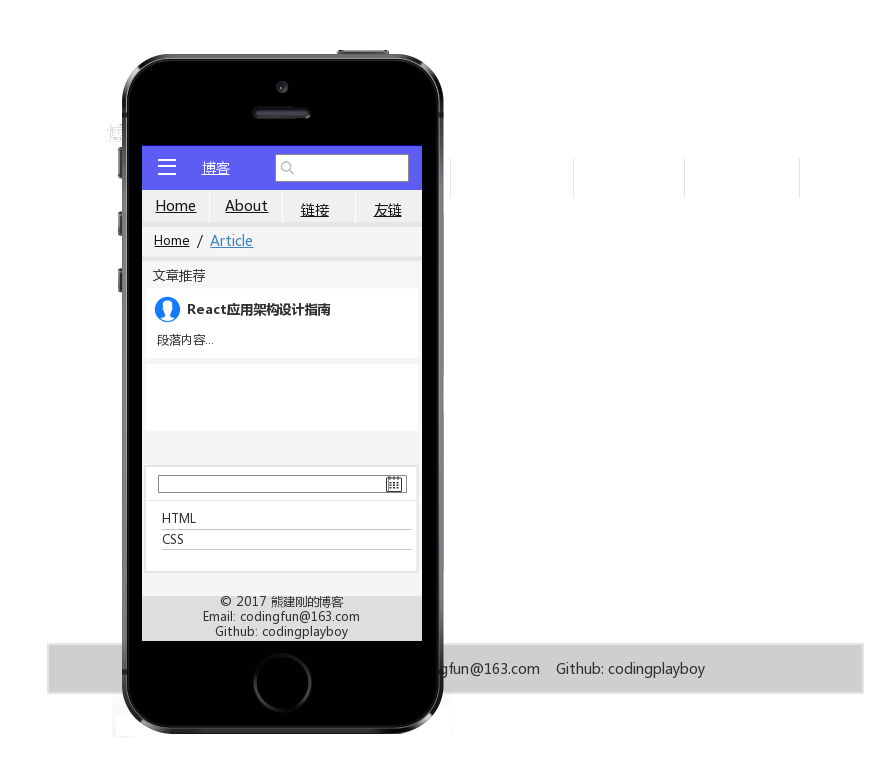 博客
Home About 链接 友链
Home / Article
文章推荐
React应用架构设计指南
段落内容...
HTML
CSS
© 2017 熊建刚的博客
Email: codingfun@163.com
Github: codingplayboy
gfun@163.com Github: codingplayboy